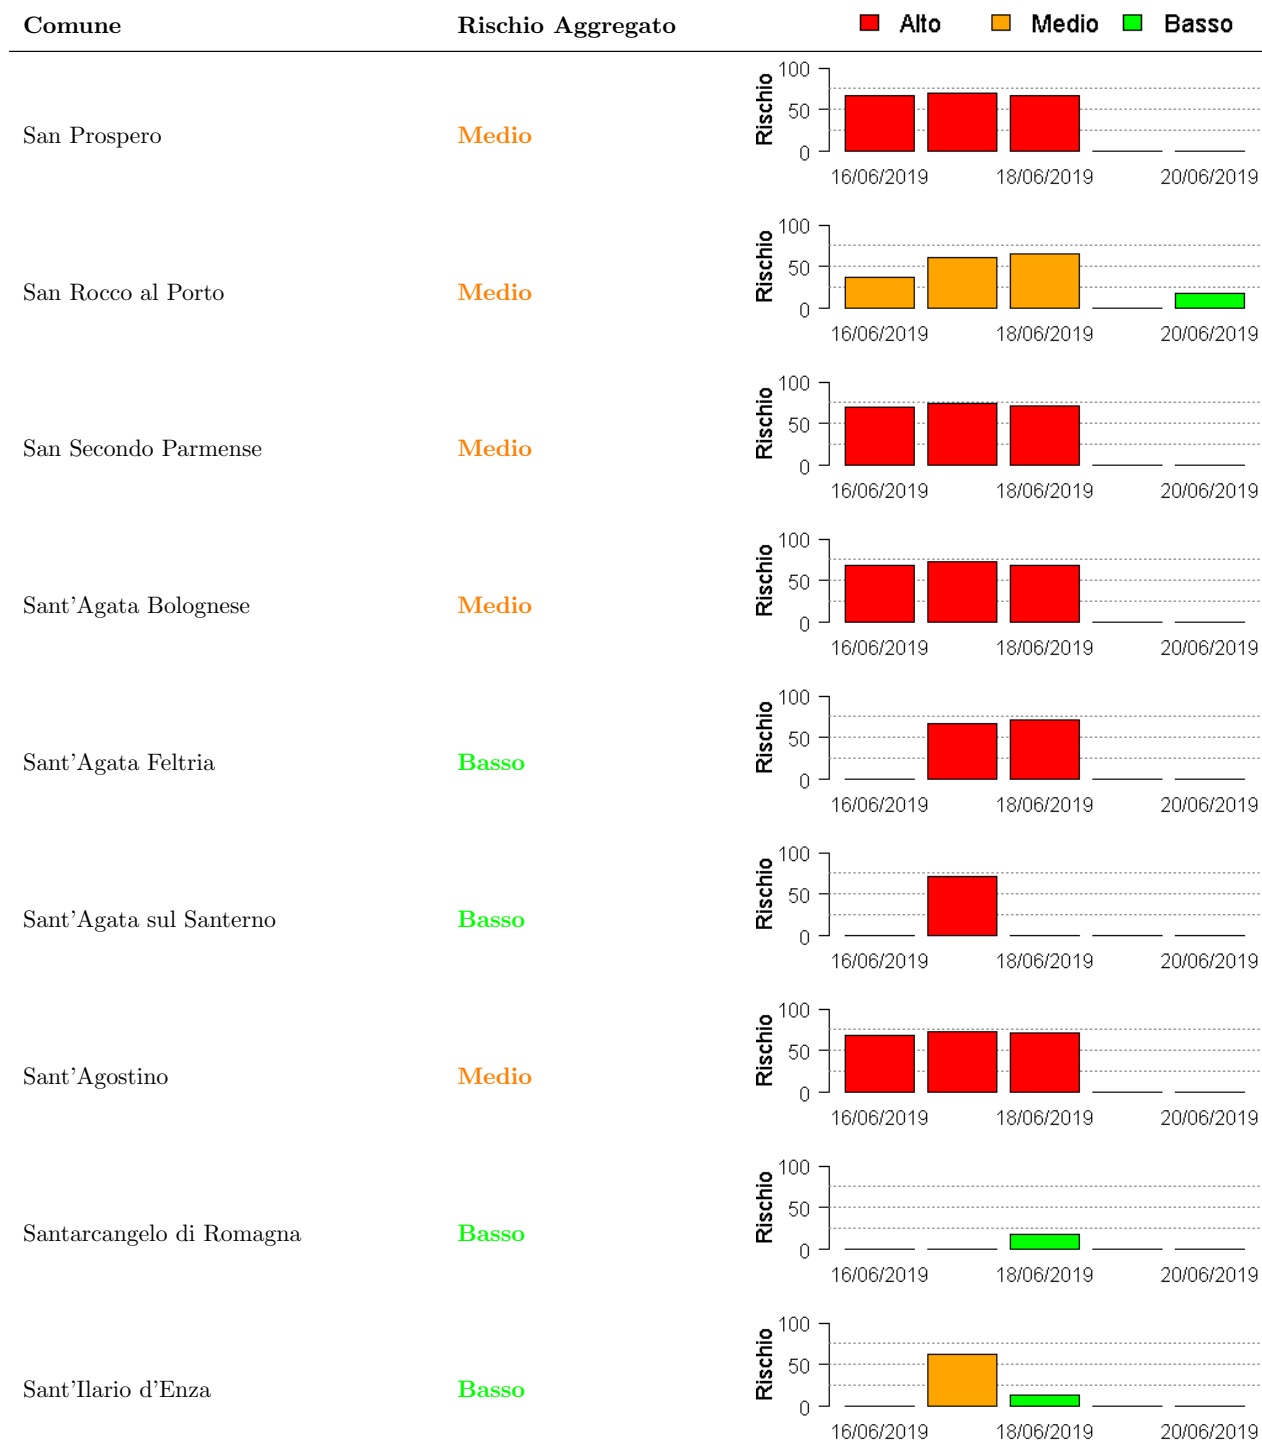 Comune Rischio Aggregato Alto Medio Basso
San Prospero Medio
Rischio
100
50
0
16/06/2019 18/06/2019 20/06/2019
San Rocco al Porto Medio
Rischio
100
50
0
16/06/2019 18/06/2019 20/06/2019
San Secondo Parmense Medio
Rischio
100
50
0
16/06/2019 18/06/2019 20/06/2019
Sant'Agata Bolognese Medio
Rischio
100
50
0
16/06/2019 18/06/2019 20/06/2019
Sant'Agata Feltria Basso
Rischio
100
50
0
16/06/2019 18/06/2019 20/06/2019
Sant'Agata sul Santerno Basso
Rischio
100
50
0
16/06/2019 18/06/2019 20/06/2019
Sant'Agostino Medio
Rischio
100
50
0
16/06/2019 18/06/2019 20/06/2019
Santarcangelo di Romagna Basso
Rischio
100
50
0
16/06/2019 18/06/2019 20/06/2019
Sant'Ilario d'Enza Basso
Rischio
100
50
0
16/06/2019 18/06/2019 20/06/2019